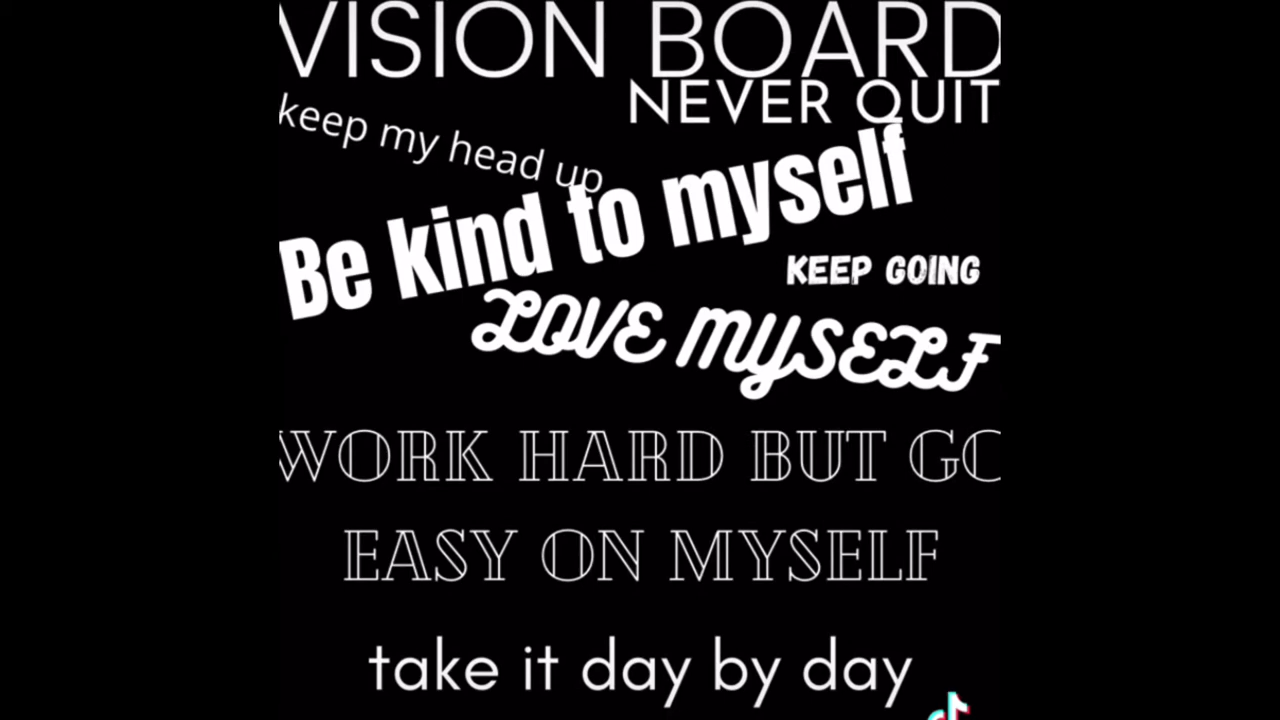 VISION BOARD
NEVER QUIT
keep my head up
Be kind to myself
KEEP GOING
LOVE MYSELF
WORK HARD BUT GO
EASY ON MYSELF
take it day by day